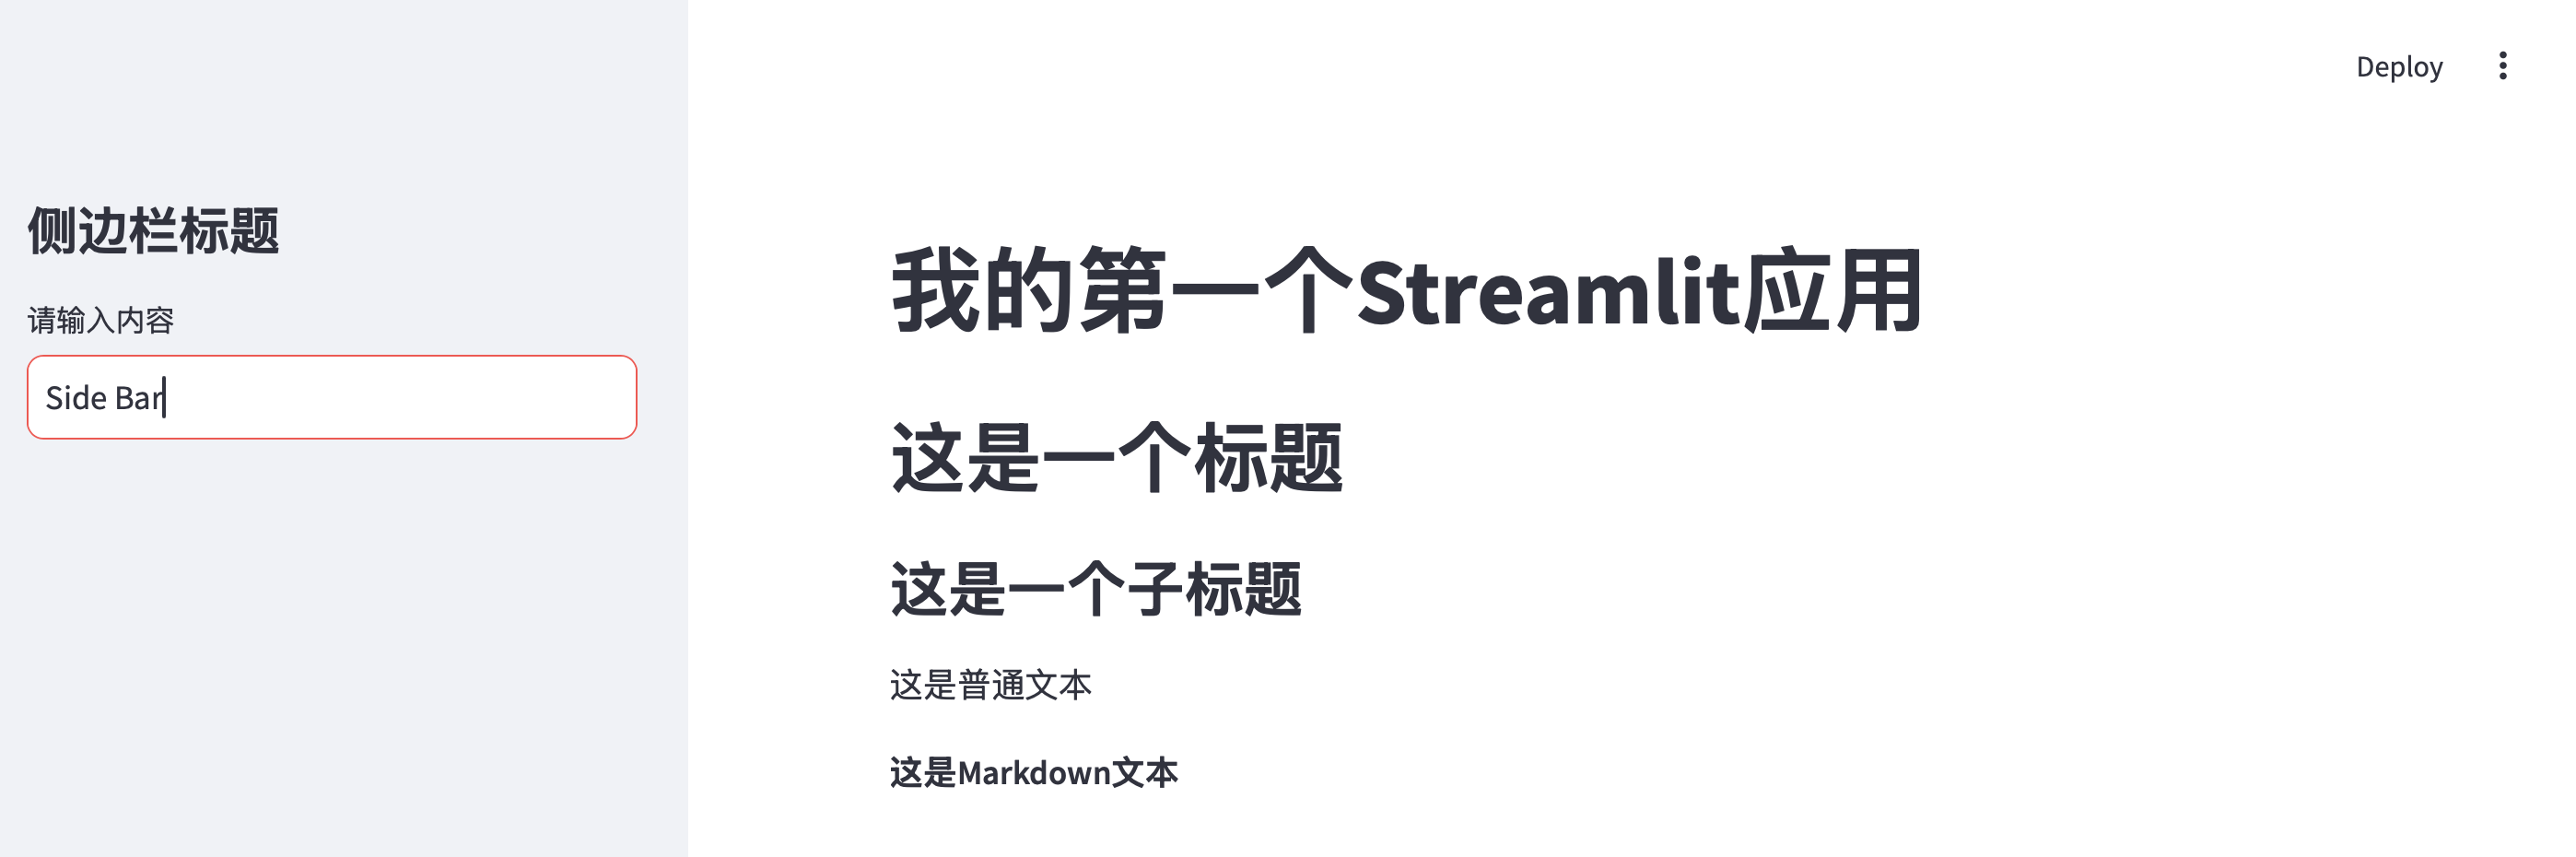 侧边栏标题
请输入内容
Side Bar
Deploy
我的第一个Streamlit应用
这是一个标题
这是一个子标题
这是普通文本
这是Markdown文本